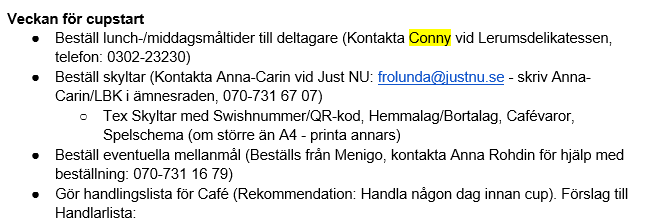 Veckan för cupstart
● Beställ lunch-/middagsmåltider till deltagare (Kontakta Conny vid Lerumsdelikatessen,
telefon: 0302-23230)
● Beställ skyltar (Kontakta Anna-Carin vid Just NU: frolunda@justnu.se - skriv Anna-
Carin/LBK i ämnesraden, 070-731 67 07)
○ Tex Skyltar med Swishnummer/QR-kod, Hemmalag/Bortalag, Cafévaror,
Spelschema (om större än A4 - printa annars)
● Beställ eventuella mellanmål (Beställs från Menigo, kontakta Anna Rohdin för hjälp med
beställning: 070-731 16 79)
● Gör handlingslista för Café (Rekommendation: Handla någon dag innan cup). Förslag till
Handlarlista: